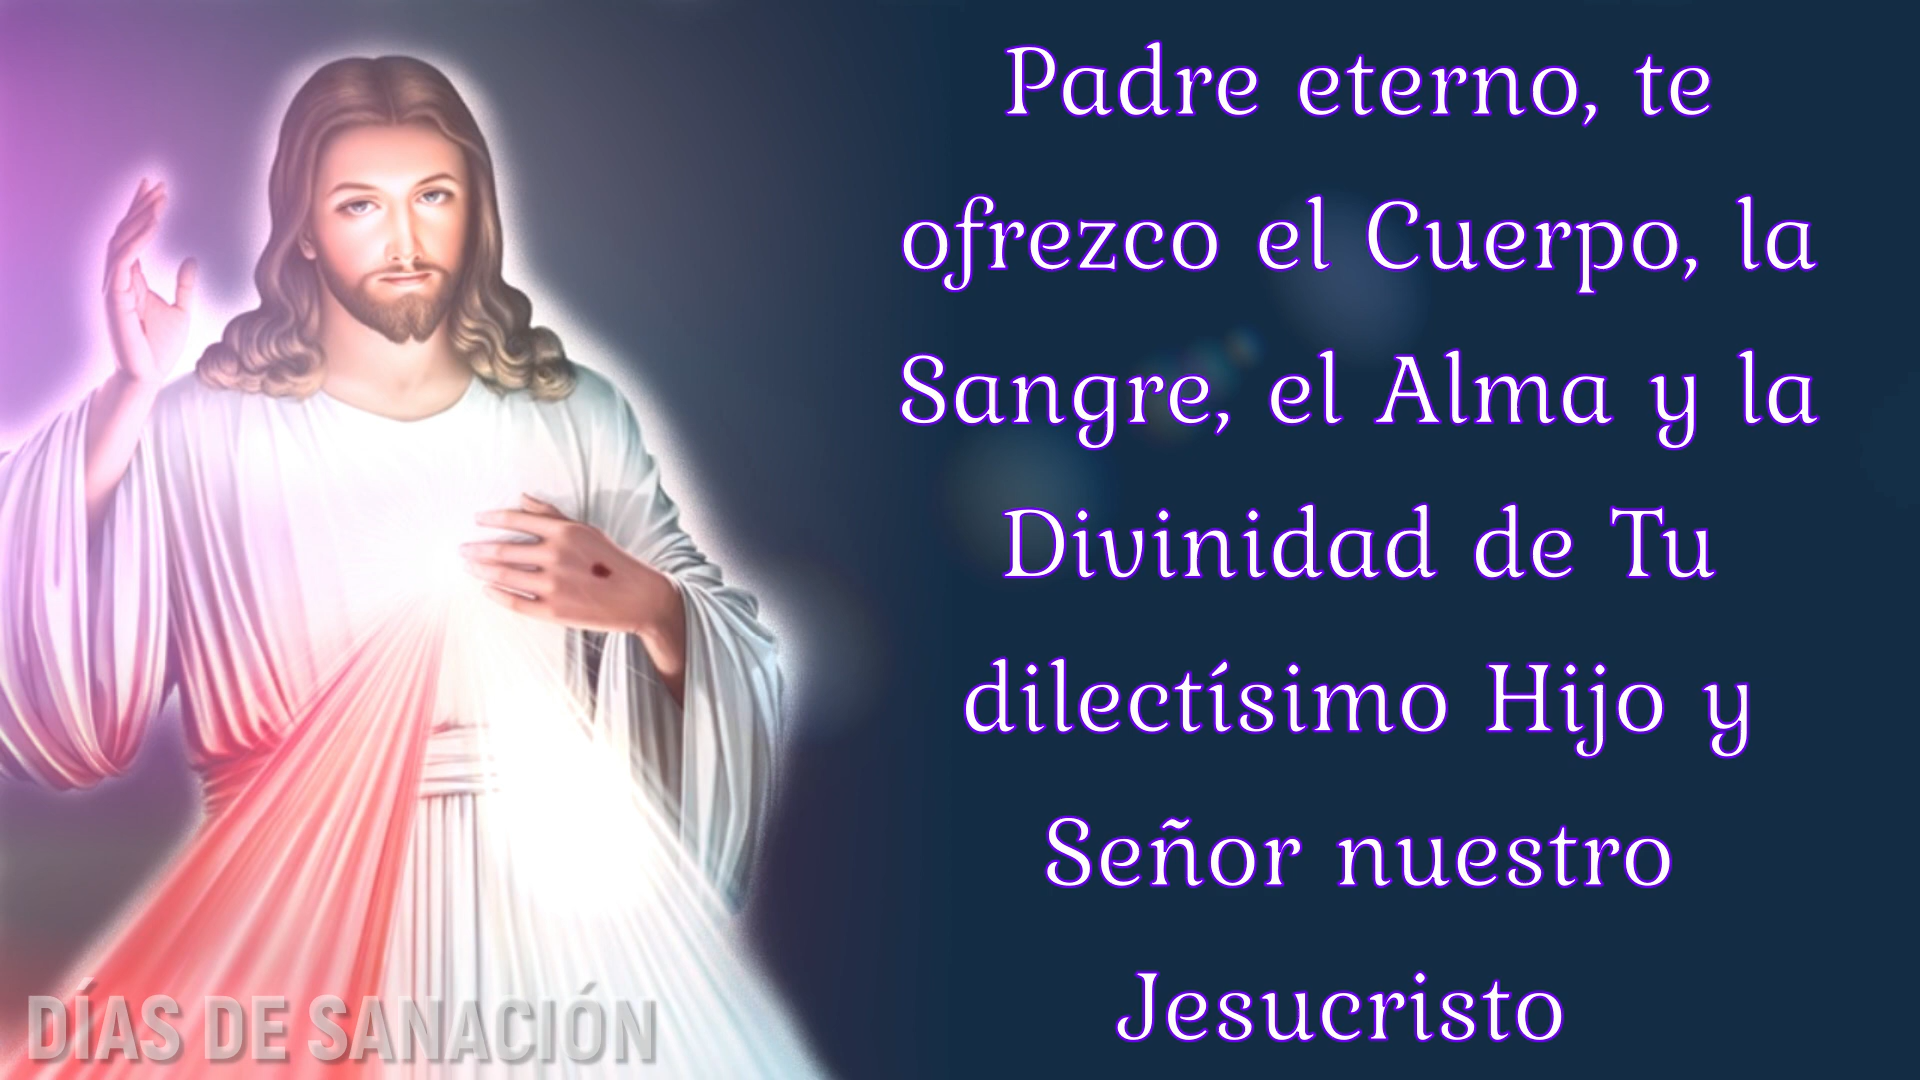 Padre eterno, te
ofrezco el Cuerpo, la
Sangre, el Alma y la
Divinidad de Tu
dilectísimo Hijo y
Señor nuestro
Jesucristo
DÍAS DE SANACIÓN